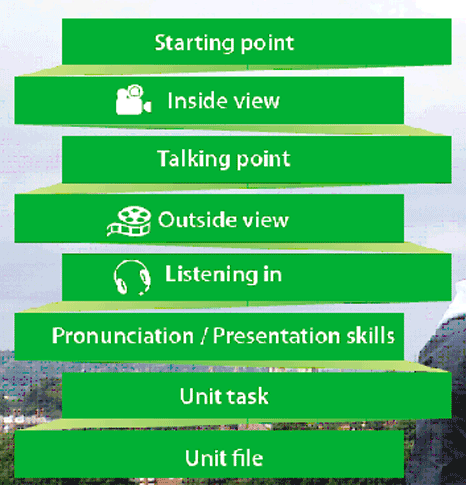 Starting point
Inside view
Talking point
Outside view
Listening in
Pronunciation / Presentation skills
Unit task
Unit file